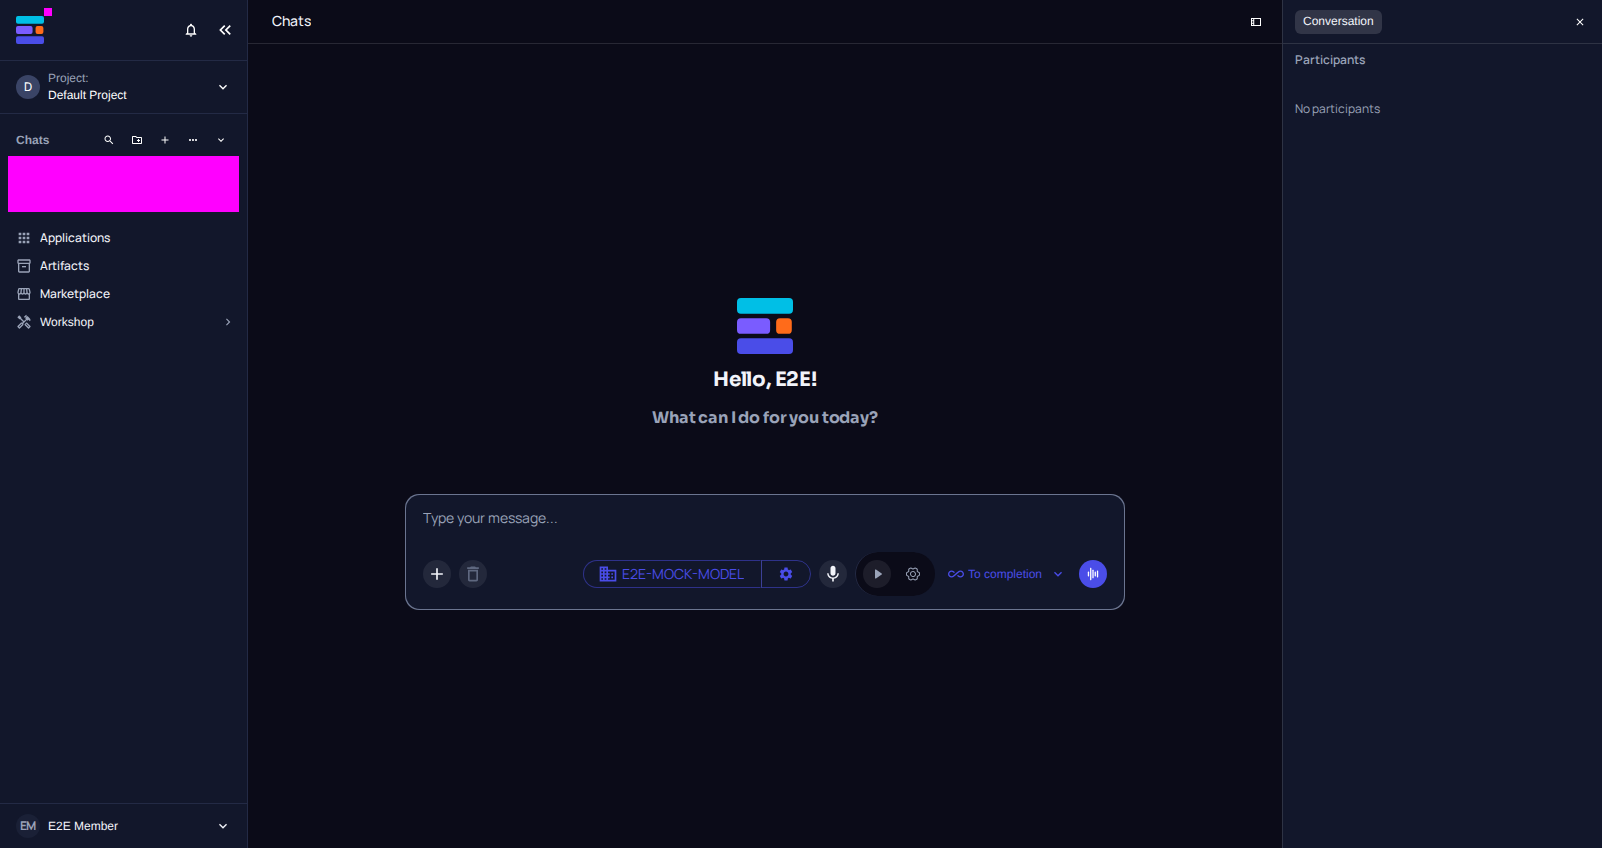 Project:
Default Project
Chats
Applications
Artifacts
Marketplace
Workshop
EM
E2E Member
Chats
Hello, E2E!
What can I do for you today?
Type your message...
E2E-MOCK-MODEL
To completion
Conversation
Participants
No participants
D